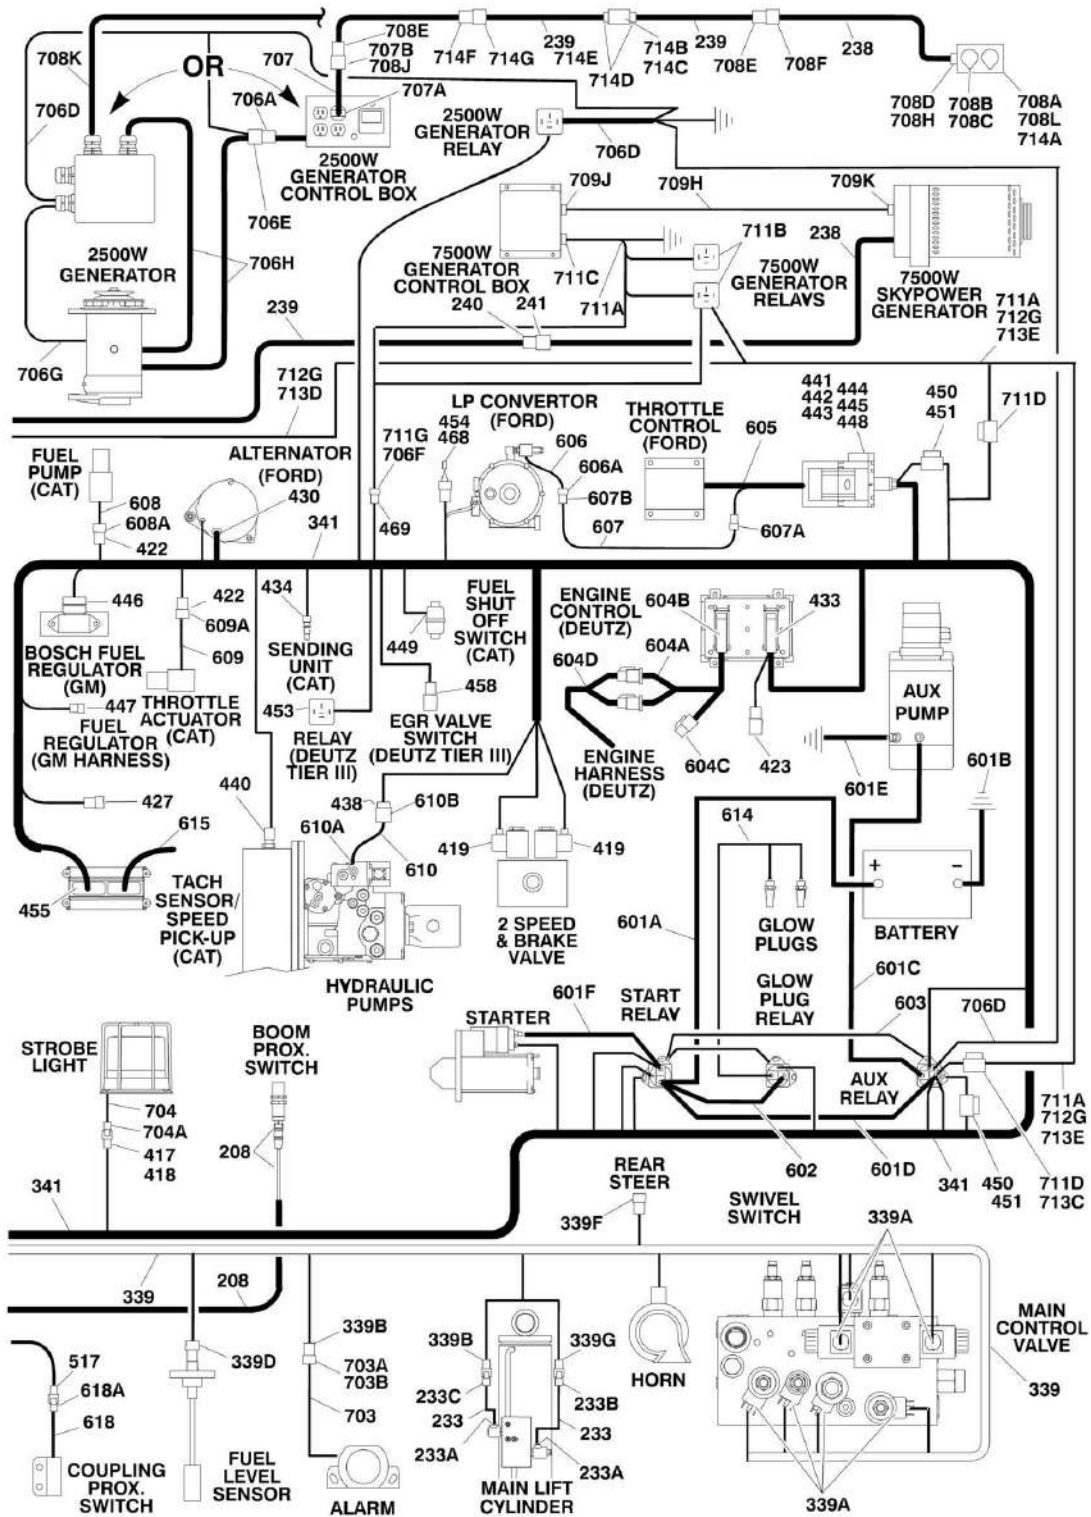 708K
OR
707
708E
707B
708J
714F
714G
239
714E
714D
714B
714C
239
708E
708F
238
706D
706A
707A
2500W
GENERATOR
RELAY
706D
708D
708H
708B
708C
708A
708L
714A
2500W
GENERATOR
CONTROL BOX
706E
709J
709H
709K
2500W
GENERATOR
706H
7500W
GENERATOR
CONTROL BOX
711C
711B
238
7500W
GENERATOR
RELAYS
7500W
SKYPOWER
GENERATOR
239
240
241
711A
711A
712G
713E
706G
712G
713D
LP CONVERTOR
(FORD)
THROTTLE
CONTROL
(FORD)
441
442
443
444
445
448
450
451
711D
FUEL
PUMP
(CAT)
ALTERNATOR
(FORD)
430
711G
706F
454
468
606
606A
607B
605
608
608A
422
341
469
607
607A
446
422
609A
434
FUEL
SHUT
OFF
SWITCH
(CAT)
449
ENGINE
CONTROL
(DEUTZ)
604B
433
BOSCH FUEL
REGULATOR
(GM)
609
SENDING
UNIT
(CAT)
604A
604D
447
THROTTLE
ACTUATOR
(CAT)
453
458
AUX
PUMP
FUEL
REGULATOR
(GM HARNESS)
RELAY
(DEUTZ
TIER III)
EGR VALVE
SWITCH
(DEUTZ TIER III)
ENGINE
HARNESS
(DEUTZ)
604C
423
601E
601B
427
440
438
610B
614
615
610A
610
419
419
+
-
455
TACH
SENSOR/
SPEED
PICK-UP
(CAT)
601A
GLOW
PLUGS
BATTERY
2 SPEED
& BRAKE
VALVE
601C
HYDRAULIC
PUMPS
GLOW
PLUG
RELAY
603
706D
STROBE
LIGHT
BOOM
PROX.
SWITCH
STARTER
601F
START
RELAY
AUX
RELAY
704
704A
417
418
711A
712G
713E
208
REAR
STEER
602
601D
341
450
451
711D
713C
341
339F
SWIVEL
SWITCH
339A
339
208
MAIN
CONTROL
VALVE
517
618A
618
339D
339B
703A
703B
703
339B
233C
233
233A
339G
233B
233
233A
HORN
339
COUPLING
PROX.
SWITCH
FUEL
LEVEL
SENSOR
ALARM
MAIN LIFT
CYLINDER
339A